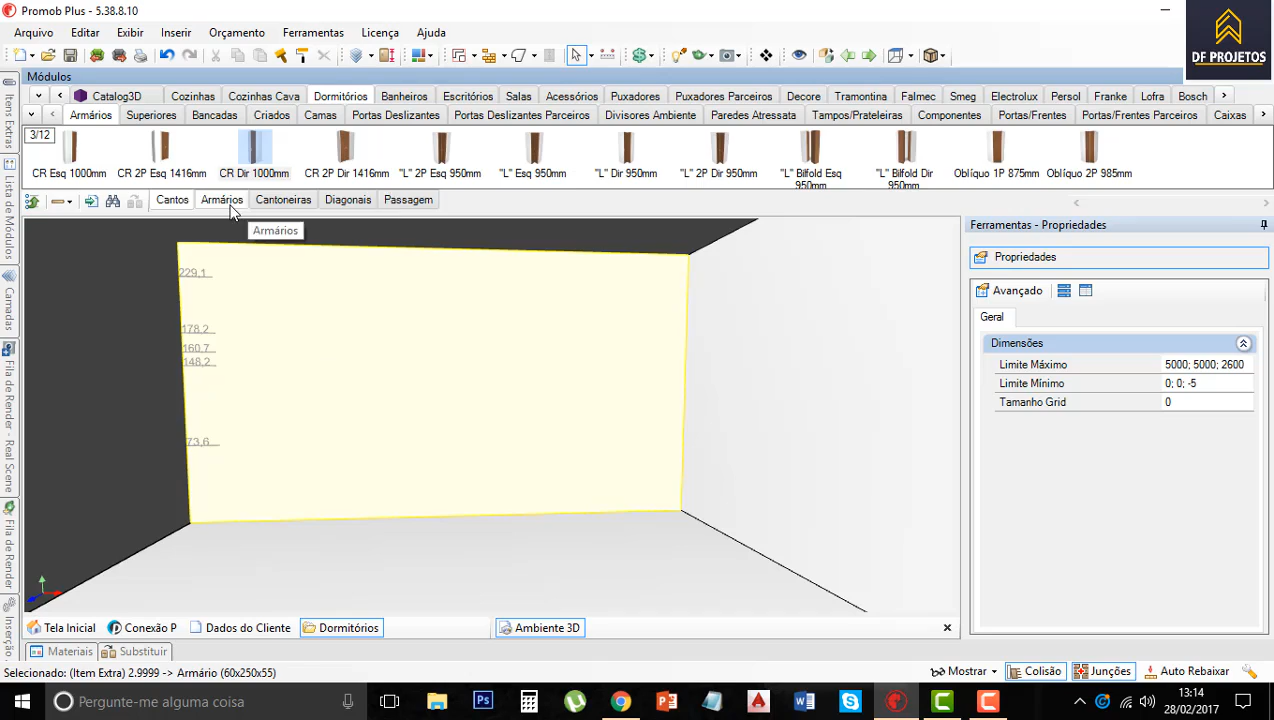 Promob Plus - 5.38.8.10
DF PROJETOS
Arquivo Editar Exibir Inserir Orçamento Ferramentas Licença Ajuda
Módulos
Catalog3D Cozinhas Cozinhas Cava Dormitórios Banheiros Escritórios Salas Acessórios Puxadores Puxadores Parceiros Decore Tramontina Falmec Smeg Electrolux Persol Franke Lofra Bosch
Armários Superiores Bancadas Criados Camas Portas Deslizantes Portas Deslizantes Parceiros Divisores Ambiente Paredes Atressatta Tampos/Prateleiras Componentes Portas/Frentes Portas/Frentes Parceiros Caixas
3/12
CR Esq 1000mm CR 2P Esq 1416mm CR Dir 1000mm CR 2P Dir 1416mm "L" 2P Esq 950mm "L" Esq 950mm "L" Dir 950mm "L" 2P Dir 950mm "L" Bifold Esq 950mm "L" Bifold Dir 950mm Oblíquo 1P 875mm Oblíquo 2P 985mm
Cantos Armários Cantoneiras Diagonais Passagem
Armários
229,1
178,2
160,7
148,2
73,6
Ferramentas - Propriedades
Propriedades
Avançado
Geral
Dimensões
Limite Máximo 5000; 5000; 2600
Limite Mínimo 0; 0; -5
Tamanho Grid 0
Itens Extras
Lista de Módulos
Camadas
Fila de Render - Real Scene
Fila de Render
Inserção
Tela Inicial Conexão P Dados do Cliente Dormitórios Ambiente 3D
Materiais Substituir
Selecionado: (Item Extra) 2.9999 -> Armário (60x250x55)
Mostrar Colisão Junções Auto Rebaixar
Pergunte-me alguma coisa
13:14
28/02/2017